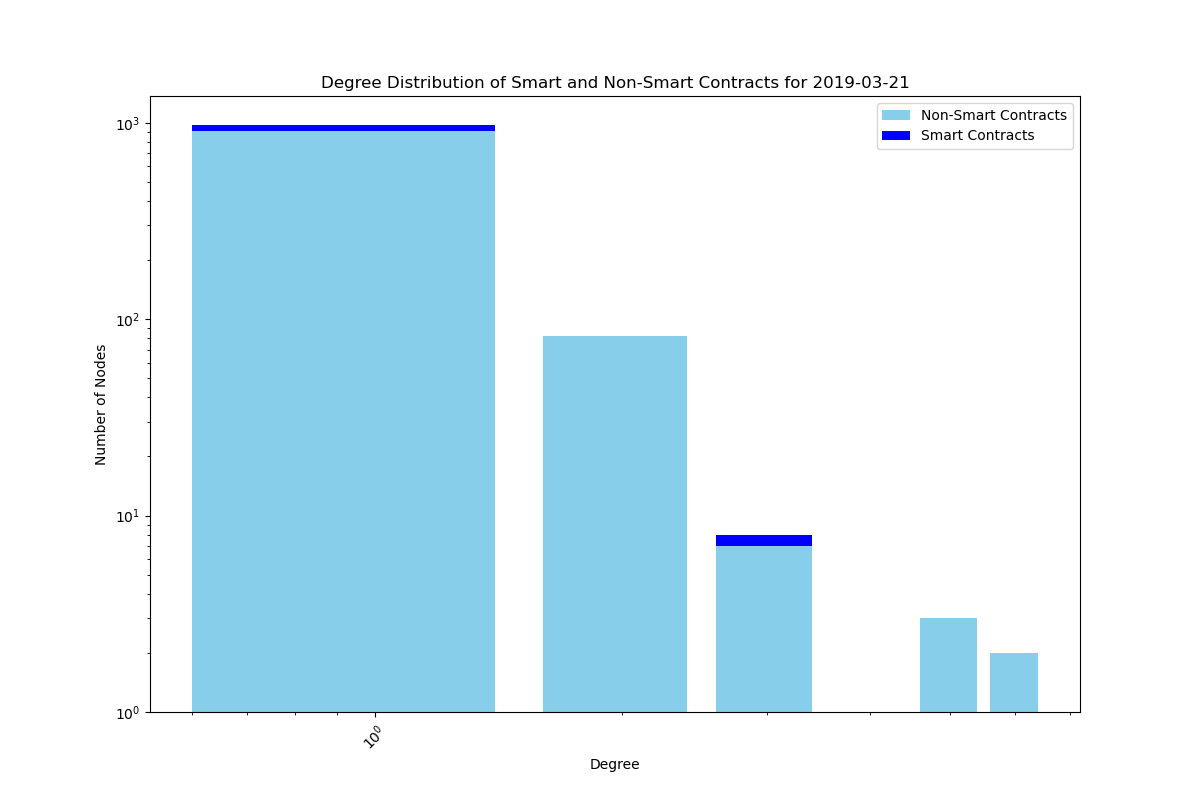 Degree Distribution of Smart and Non-Smart Contracts for 2019-03-21
Non-Smart Contracts
Smart Contracts
10³
10²
10¹
10⁰
Number of Nodes
10⁰
Degree